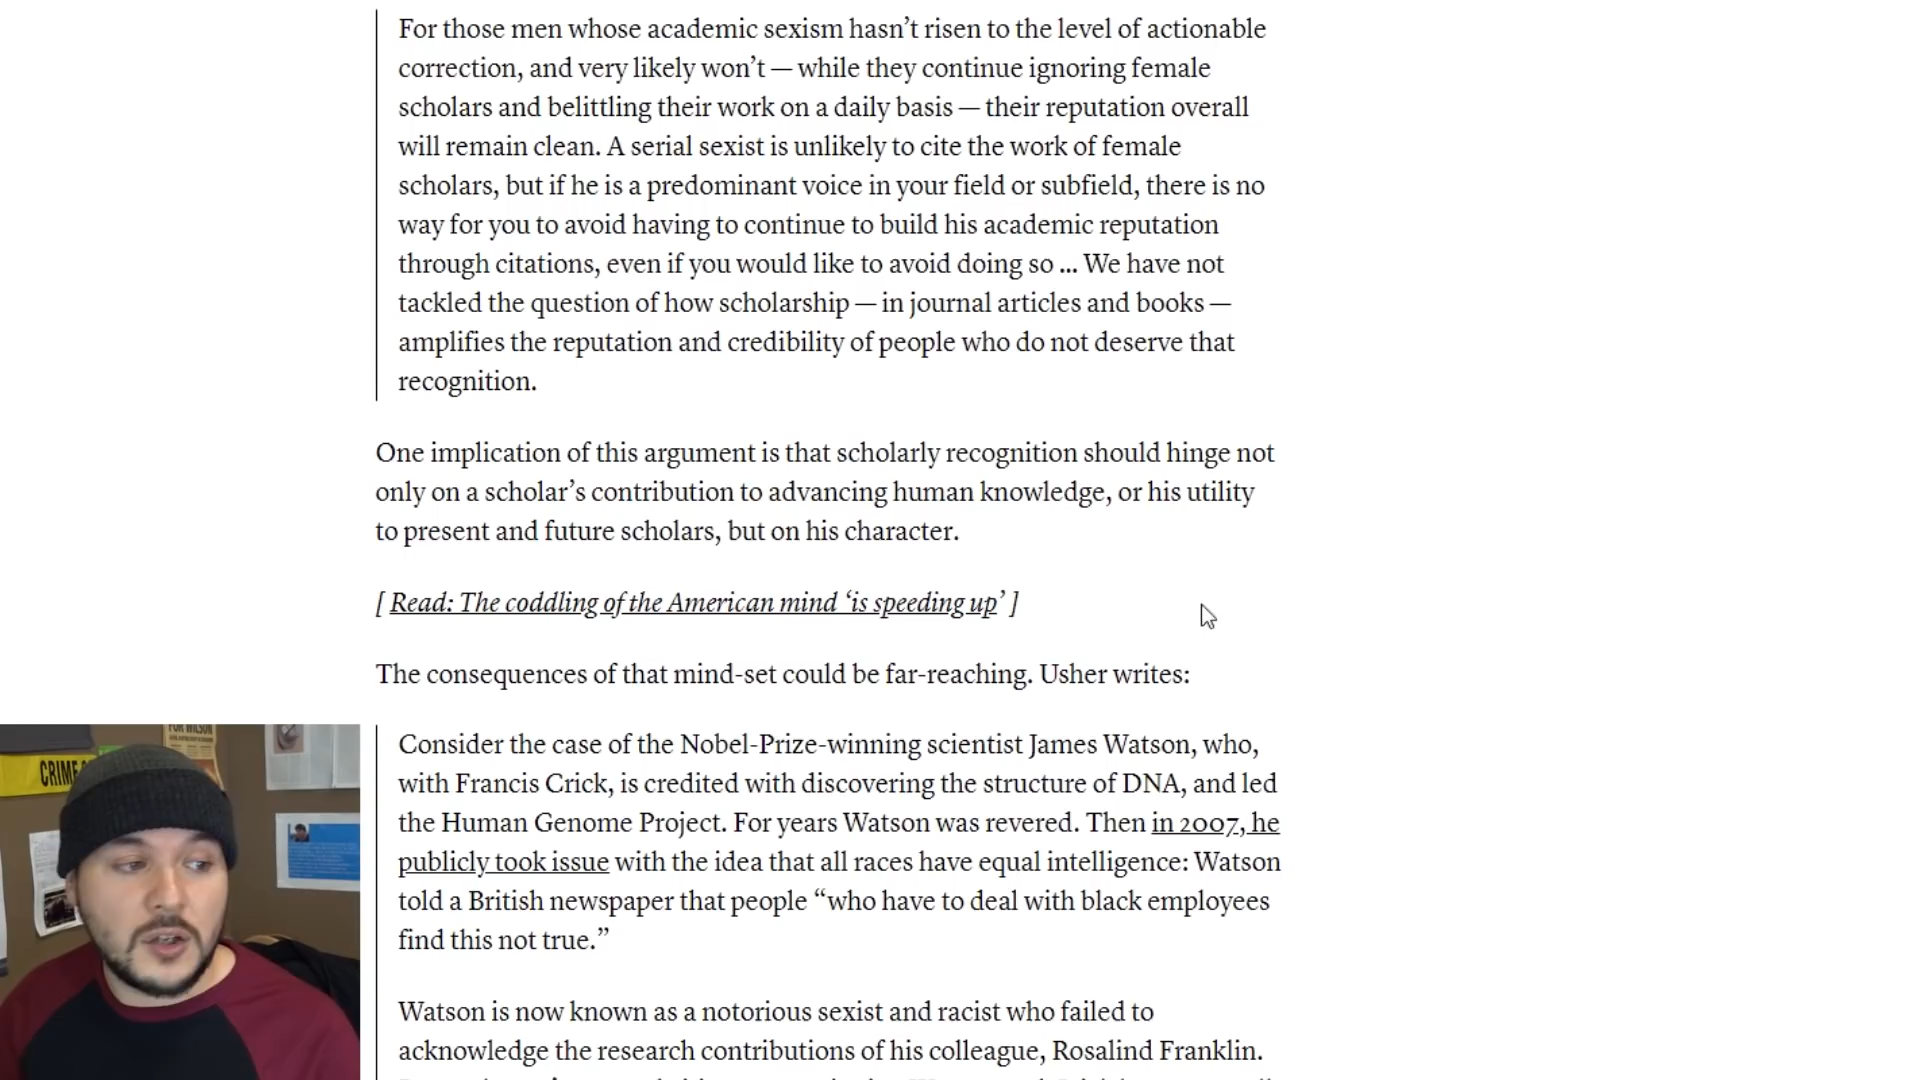 For those men whose academic sexism hasn’t risen to the level of actionable
correction, and very likely won’t — while they continue ignoring female
scholars and belittling their work on a daily basis — their reputation overall
will remain clean. A serial sexist is unlikely to cite the work of female
scholars, but if he is a predominant voice in your field or subfield, there is no
way for you to avoid having to continue to build his academic reputation
through citations, even if you would like to avoid doing so ... We have not
tackled the question of how scholarship — in journal articles and books —
amplifies the reputation and credibility of people who do not deserve that
recognition.
One implication of this argument is that scholarly recognition should hinge not
only on a scholar’s contribution to advancing human knowledge, or his utility
to present and future scholars, but on his character.
[ Read: The coddling of the American mind ‘is speeding up’ ]
The consequences of that mind-set could be far-reaching. Usher writes:
Consider the case of the Nobel-Prize-winning scientist James Watson, who,
with Francis Crick, is credited with discovering the structure of DNA, and led
the Human Genome Project. For years Watson was revered. Then in 2007, he
publicly took issue with the idea that all races have equal intelligence: Watson
told a British newspaper that people “who have to deal with black employees
find this not true.”
Watson is now known as a notorious sexist and racist who failed to
acknowledge the research contributions of his colleague, Rosalind Franklin.
FOR WILSON
CRIME